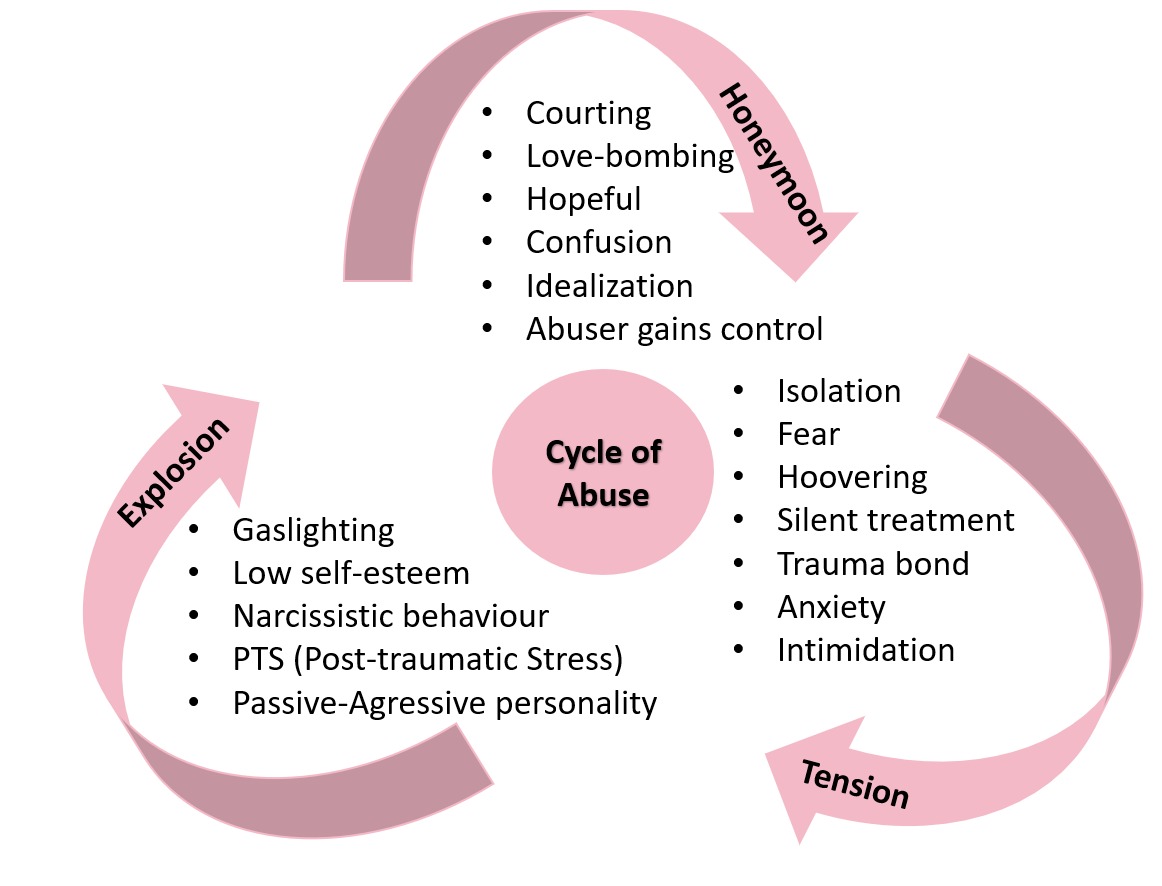 Honeymoon
• Courting
• Love-bombing
• Hopeful
• Confusion
• Idealization
• Abuser gains control
Cycle of
Abuse
• Isolation
• Fear
• Hoovering
• Silent treatment
• Trauma bond
• Anxiety
• Intimidation
Tension
Explosion
• Gaslighting
• Low self-esteem
• Narcissistic behaviour
• PTS (Post-traumatic Stress)
• Passive-Agressive personality